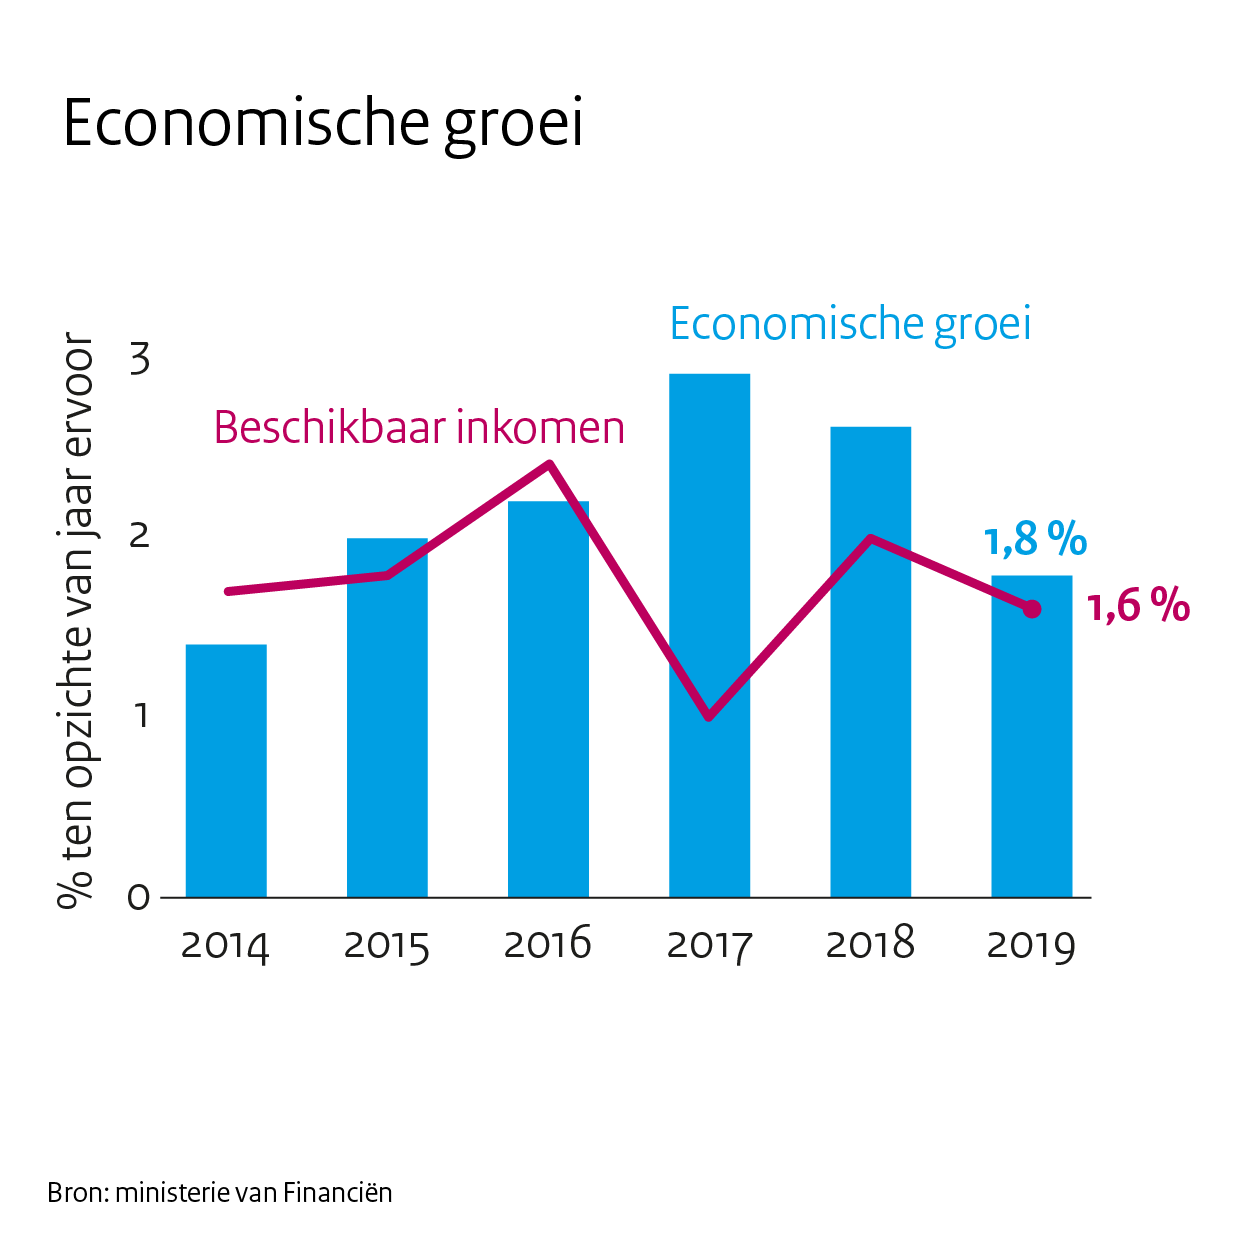 Economische groei
Economische groei
Beschikbaar inkomen
% ten opzichte van jaar ervoor
3
2
1
0
1,8 %
1,6 %
2014 2015 2016 2017 2018 2019
Bron: ministerie van Financiën